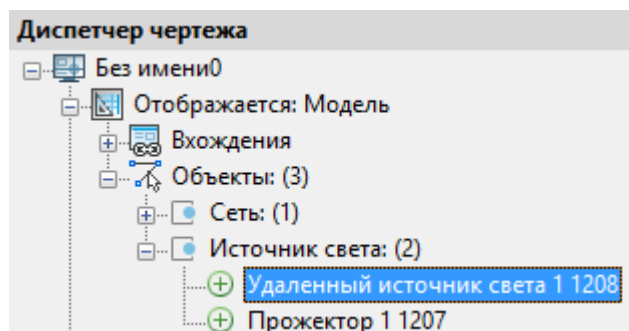 Диспетчер чертежа
Без имени0
Отображается: Модель
Вхождения
Объекты: (3)
Сеть: (1)
Источник света: (2)
Удаленный источник света 1 1208
Прожектор 1 1207